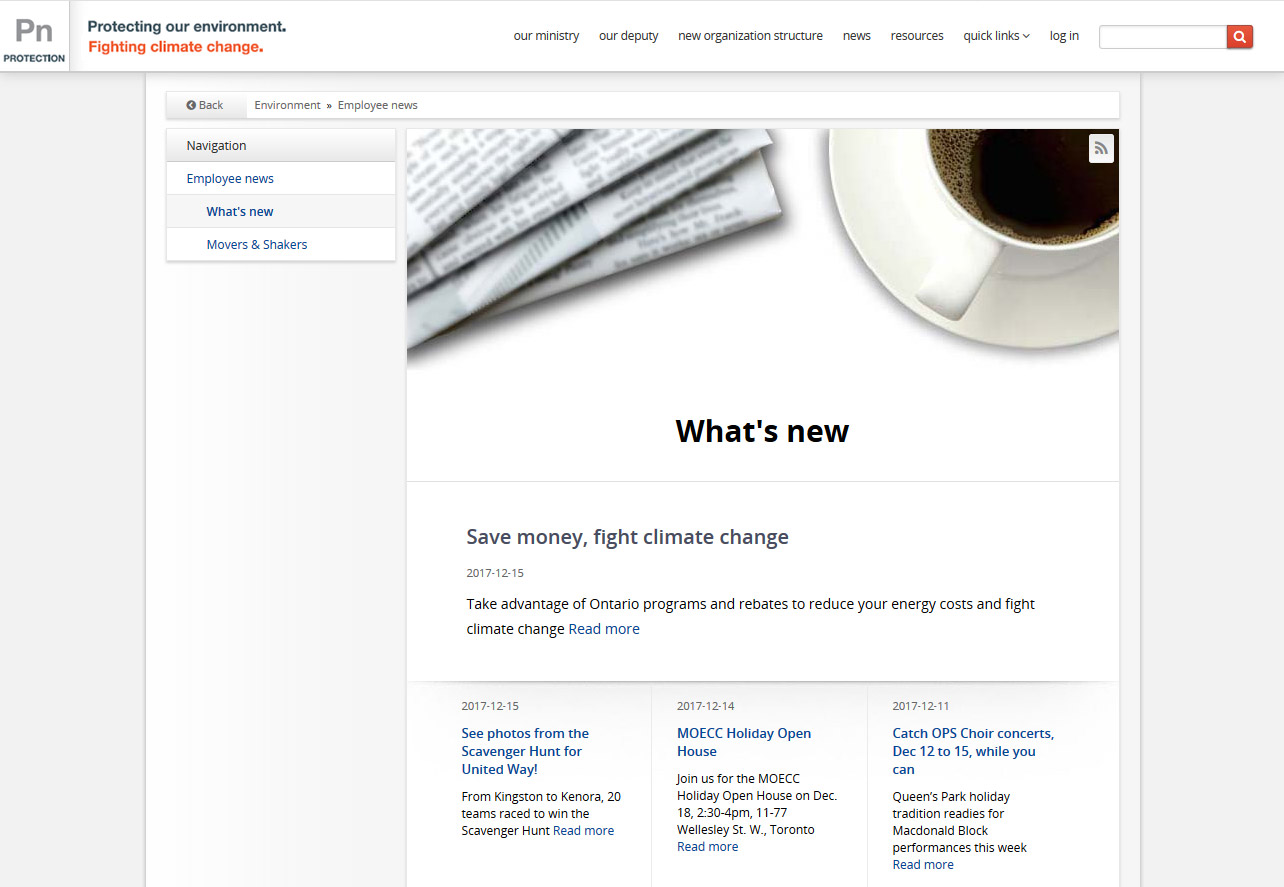 Pn
PROTECTION
Protecting our environment.
Fighting climate change.
our ministry our deputy new organization structure news resources quick links log in
Back Environment » Employee news
Navigation
Employee news
What's new
Movers & Shakers
What's new
Save money, fight climate change
2017-12-15
Take advantage of Ontario programs and rebates to reduce your energy costs and fight
climate change Read more
2017-12-15
See photos from the
Scavenger Hunt for
United Way!
From Kingston to Kenora, 20
teams raced to win the
Scavenger Hunt Read more
2017-12-14
MOECC Holiday Open
House
Join us for the MOECC
Holiday Open House on Dec.
18, 2:30-4pm, 11-77
Wellesley St. W., Toronto
Read more
2017-12-11
Catch OPS Choir concerts,
Dec 12 to 15, while you
can
Queen’s Park holiday
tradition readies for
Macdonald Block
performances this week
Read more